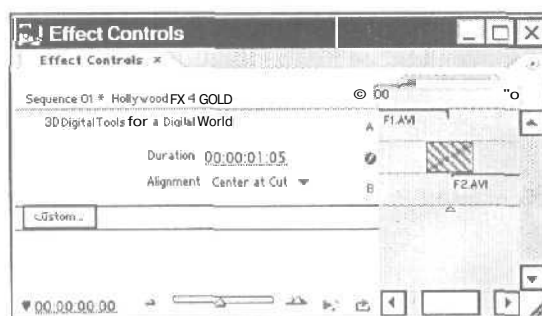 Effect Controls
Effect Controls ×
Sequence 01 * Hollywood FX 4 GOLD
© 00 "o
3D Digital Tools for a Digital World
A F1.AVI
Duration 00:00:01:05
Alignment Center at Cut
B F2.AVI
Custom...
00:00:00:00